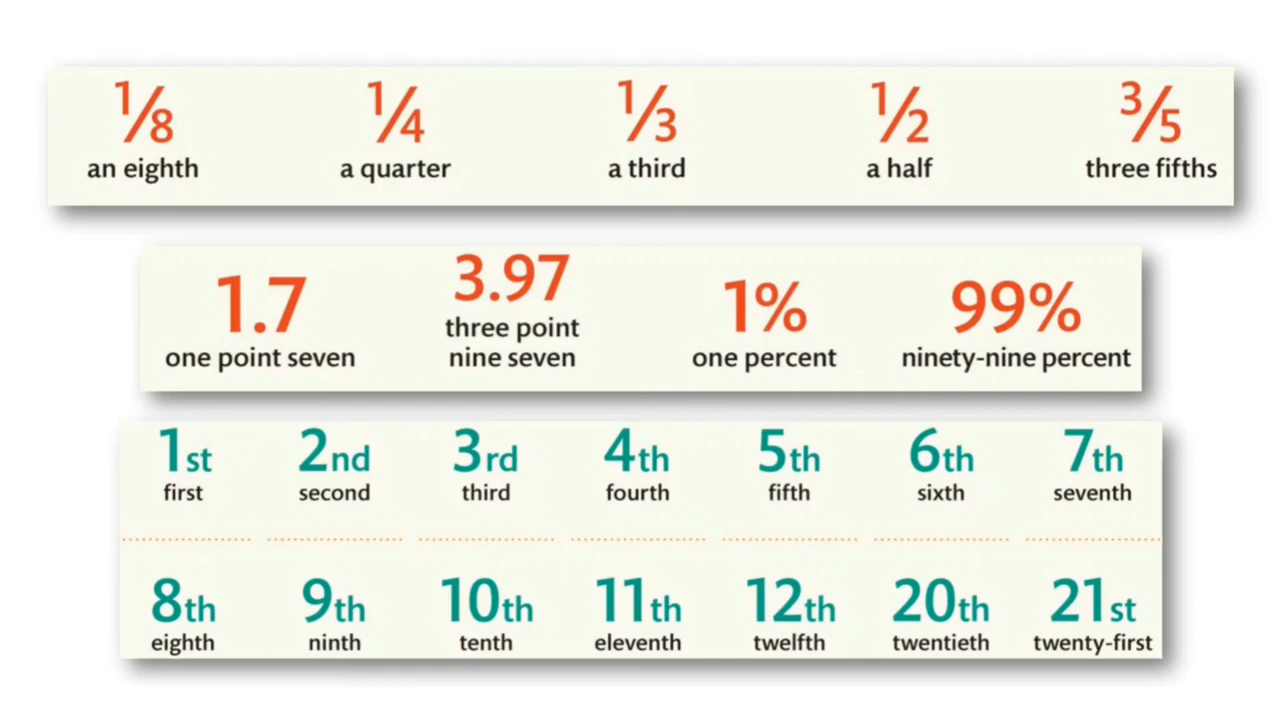 1/8 1/4 1/3 1/2 3/5
an eighth a quarter a third a half three fifths
1.7 3.97 1% 99%
one point seven three point nine seven one percent ninety-nine percent
1st 2nd 3rd 4th 5th 6th 7th
first second third fourth fifth sixth seventh
8th 9th 10th 11th 12th 20th 21st
eighth ninth tenth eleventh twelfth twentieth twenty-first